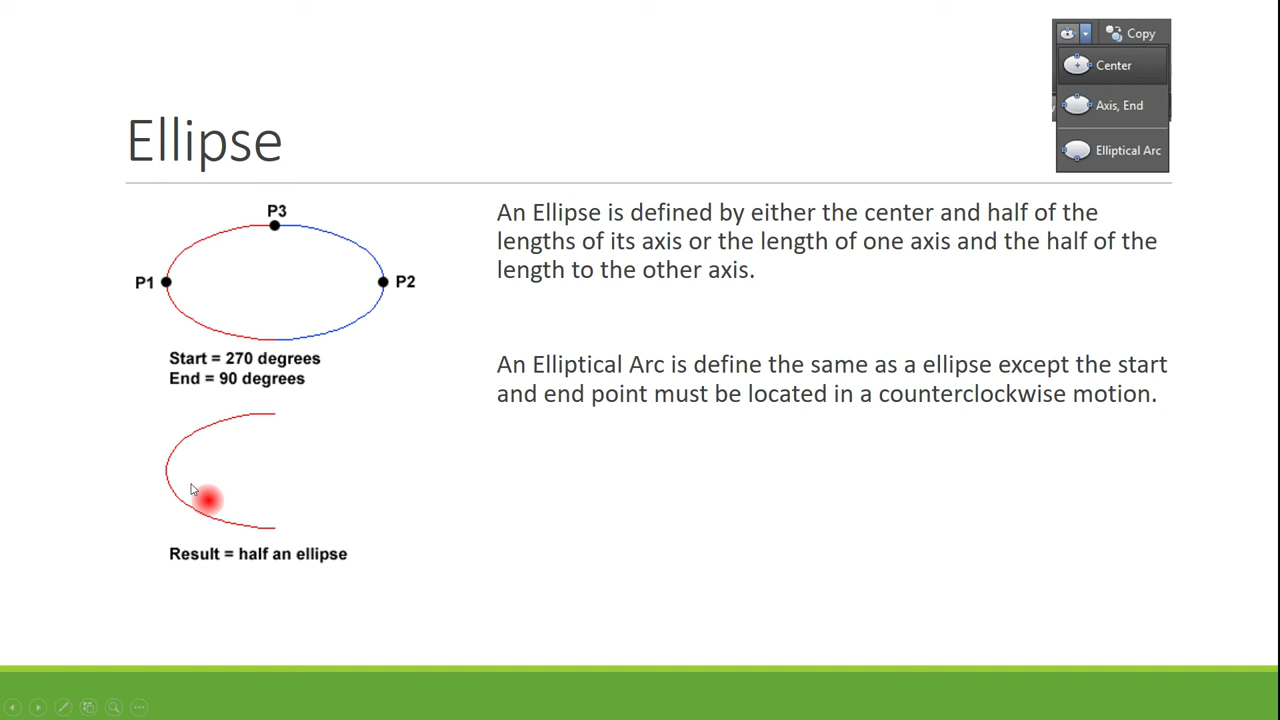 Copy
Center
Axis, End
Elliptical Arc
Ellipse
P3
P1
P2
Start = 270 degrees
End = 90 degrees
Result = half an ellipse
An Ellipse is defined by either the center and half of the
lengths of its axis or the length of one axis and the half of the
length to the other axis.
An Elliptical Arc is define the same as a ellipse except the start
and end point must be located in a counterclockwise motion.